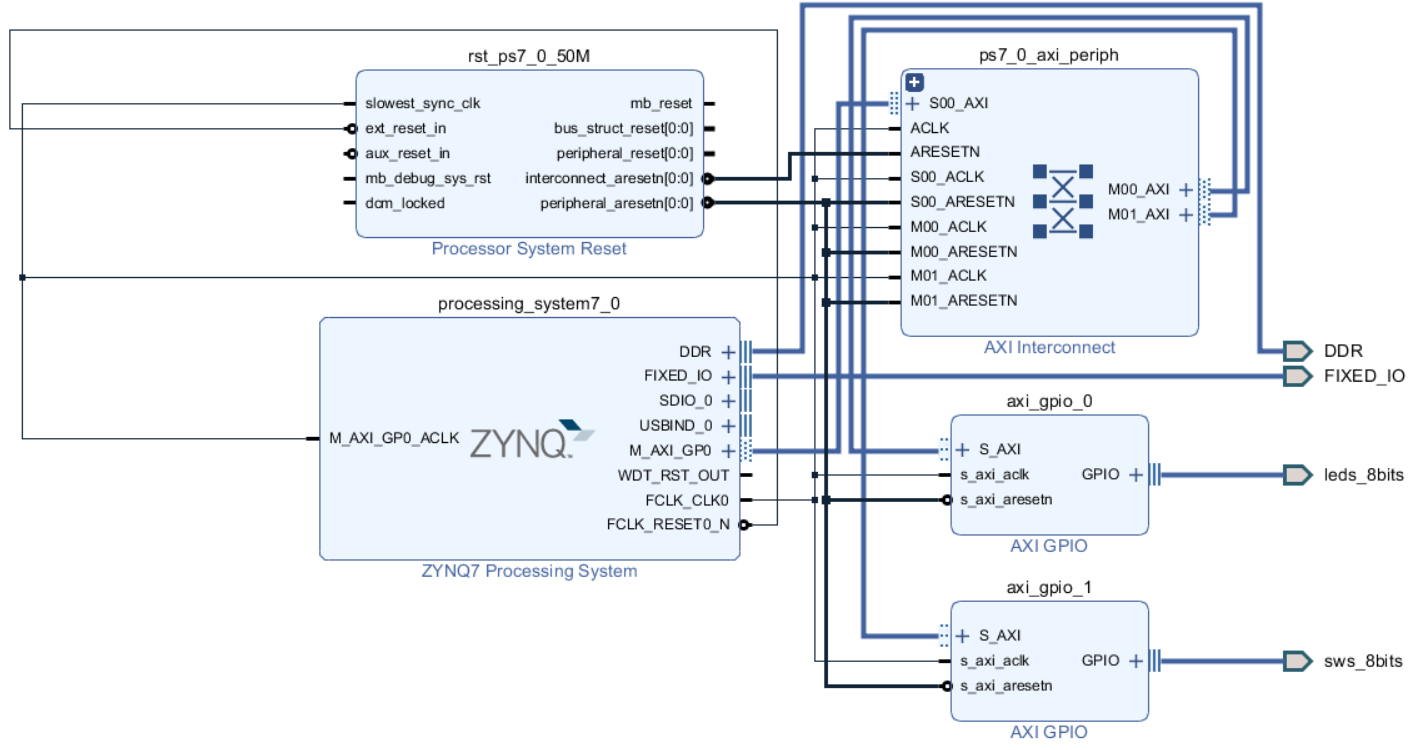 rst_ps7_0_50M
slowest_sync_clk
ext_reset_in
aux_reset_in
mb_debug_sys_rst
dcm_locked
mb_reset
bus_struct_reset[0:0]
peripheral_reset[0:0]
interconnect_aresetn[0:0]
peripheral_aresetn[0:0]
Processor System Reset
ps7_0_axi_periph
S00_AXI
ACLK
ARESETN
S00_ACLK
S00_ARESETN
M00_ACLK
M00_ARESETN
M01_ACLK
M01_ARESETN
M00_AXI
M01_AXI
AXI Interconnect
processing_system7_0
M_AXI_GP0_ACLK
ZYNQ
DDR
FIXED_IO
SDIO_0
USBIND_0
M_AXI_GP0
WDT_RST_OUT
FCLK_CLK0
FCLK_RESET0_N
ZYNQ7 Processing System
DDR
FIXED_IO
axi_gpio_0
S_AXI
s_axi_aclk
s_axi_aresetn
GPIO
AXI GPIO
leds_8bits
axi_gpio_1
S_AXI
s_axi_aclk
s_axi_aresetn
GPIO
AXI GPIO
sws_8bits